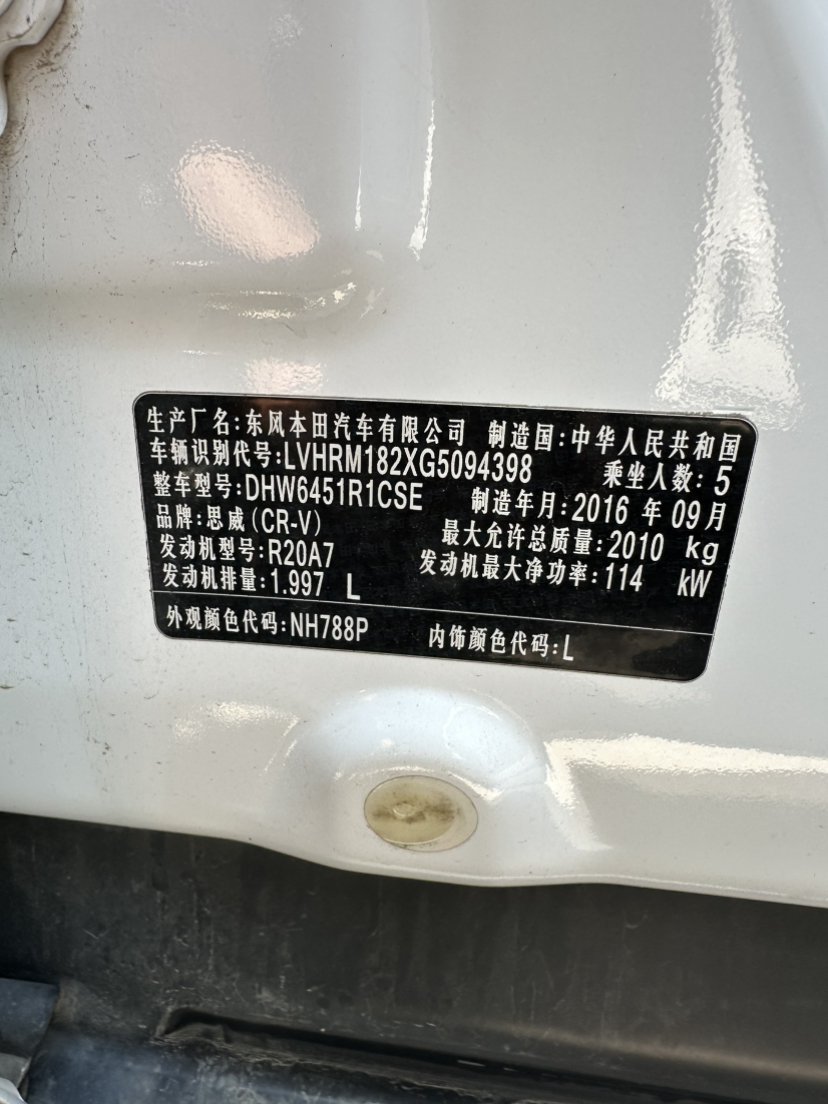 生产厂名:东风本田汽车有限公司 制造国:中华人民共和国
车辆识别代号:LVHRM182XG5094398 乘坐人数:5
整车型号:DHW6451R1CSE 制造年月:2016 年 09月
品牌:思威(CR-V) 最大允许总质量:2010 kg
发动机型号:R20A7 发动机最大净功率:114 kW
发动机排量:1.997 L
外观颜色代码:NH788P 内饰颜色代码:L